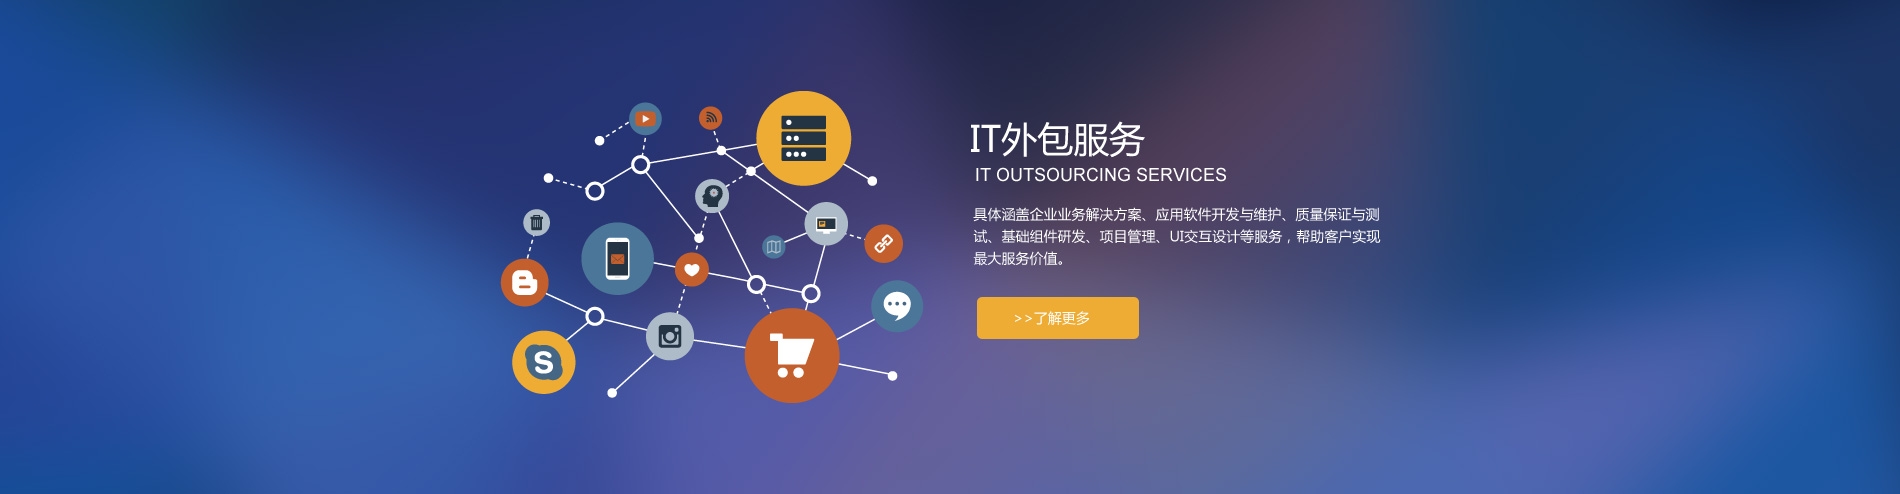 IT外包服务
IT OUTSOURCING SERVICES
具体涵盖企业业务解决方案、应用软件开发与维护、质量保证与测
试、基础组件研发、项目管理、UI交互设计等服务，帮助客户实现
最大服务价值。
>>了解更多